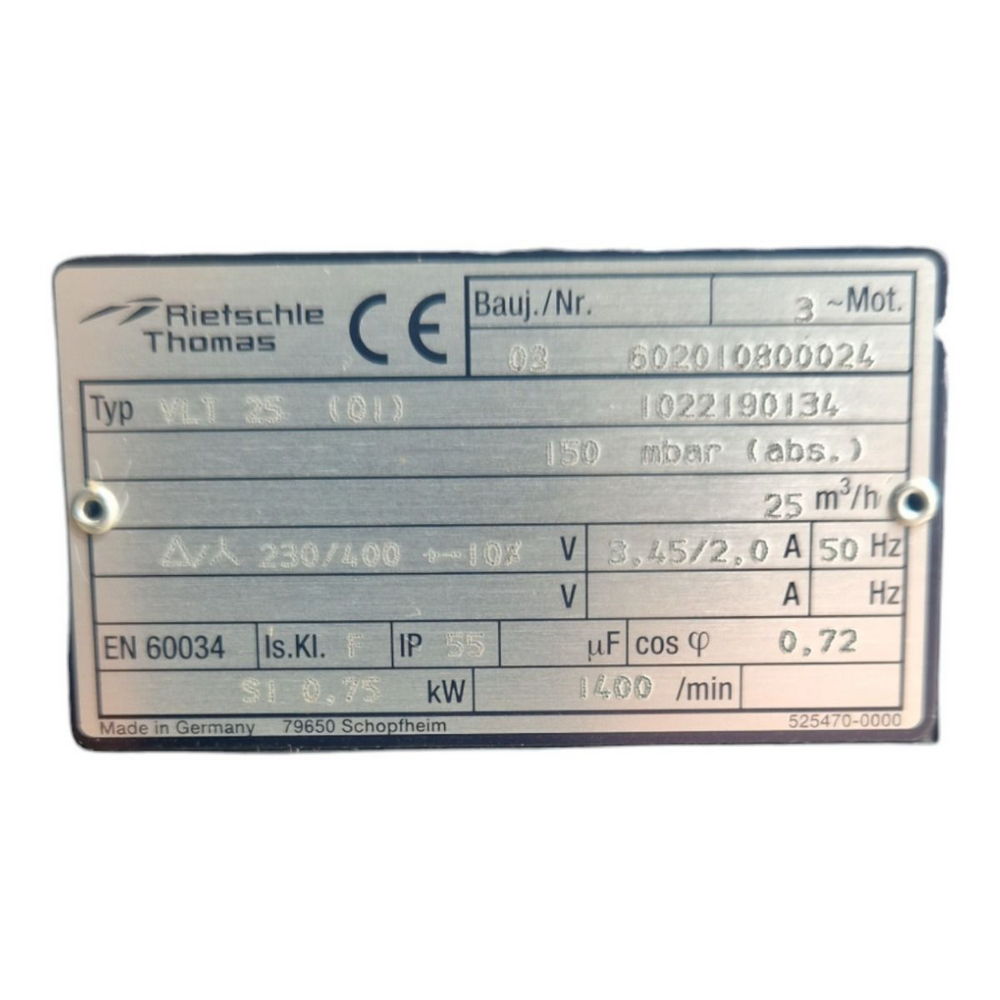 Rietschle
Thomas
CE
Bauj./Nr. 3 ~Mot.
03 602010800024
Typ VLT 25 (01) 1022190134
150 mbar (abs.)
25 m³/h
Δ/⅄ 230/400 +-10% V 3.45/2,0 A 50 Hz
V A Hz
EN 60034 Is.Kl. F IP 55 µF cos φ 0,72
S1 0,75 kW 1400 /min
Made in Germany 79650 Schopfheim 525470-0000